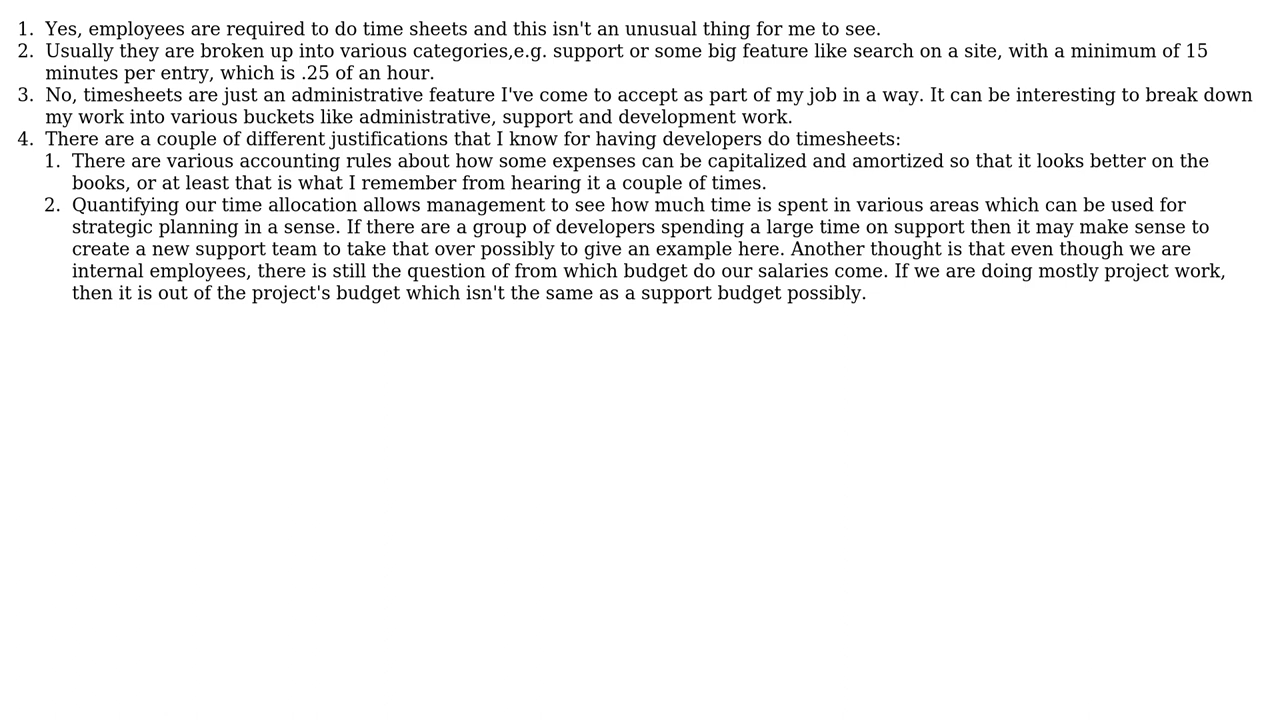 1. Yes, employees are required to do time sheets and this isn't an unusual thing for me to see.
2. Usually they are broken up into various categories,e.g. support or some big feature like search on a site, with a minimum of 15
minutes per entry, which is .25 of an hour.
3. No, timesheets are just an administrative feature I've come to accept as part of my job in a way. It can be interesting to break down
my work into various buckets like administrative, support and development work.
4. There are a couple of different justifications that I know for having developers do timesheets:
1. There are various accounting rules about how some expenses can be capitalized and amortized so that it looks better on the
books, or at least that is what I remember from hearing it a couple of times.
2. Quantifying our time allocation allows management to see how much time is spent in various areas which can be used for
strategic planning in a sense. If there are a group of developers spending a large time on support then it may make sense to
create a new support team to take that over possibly to give an example here. Another thought is that even though we are
internal employees, there is still the question of from which budget do our salaries come. If we are doing mostly project work,
then it is out of the project's budget which isn't the same as a support budget possibly.